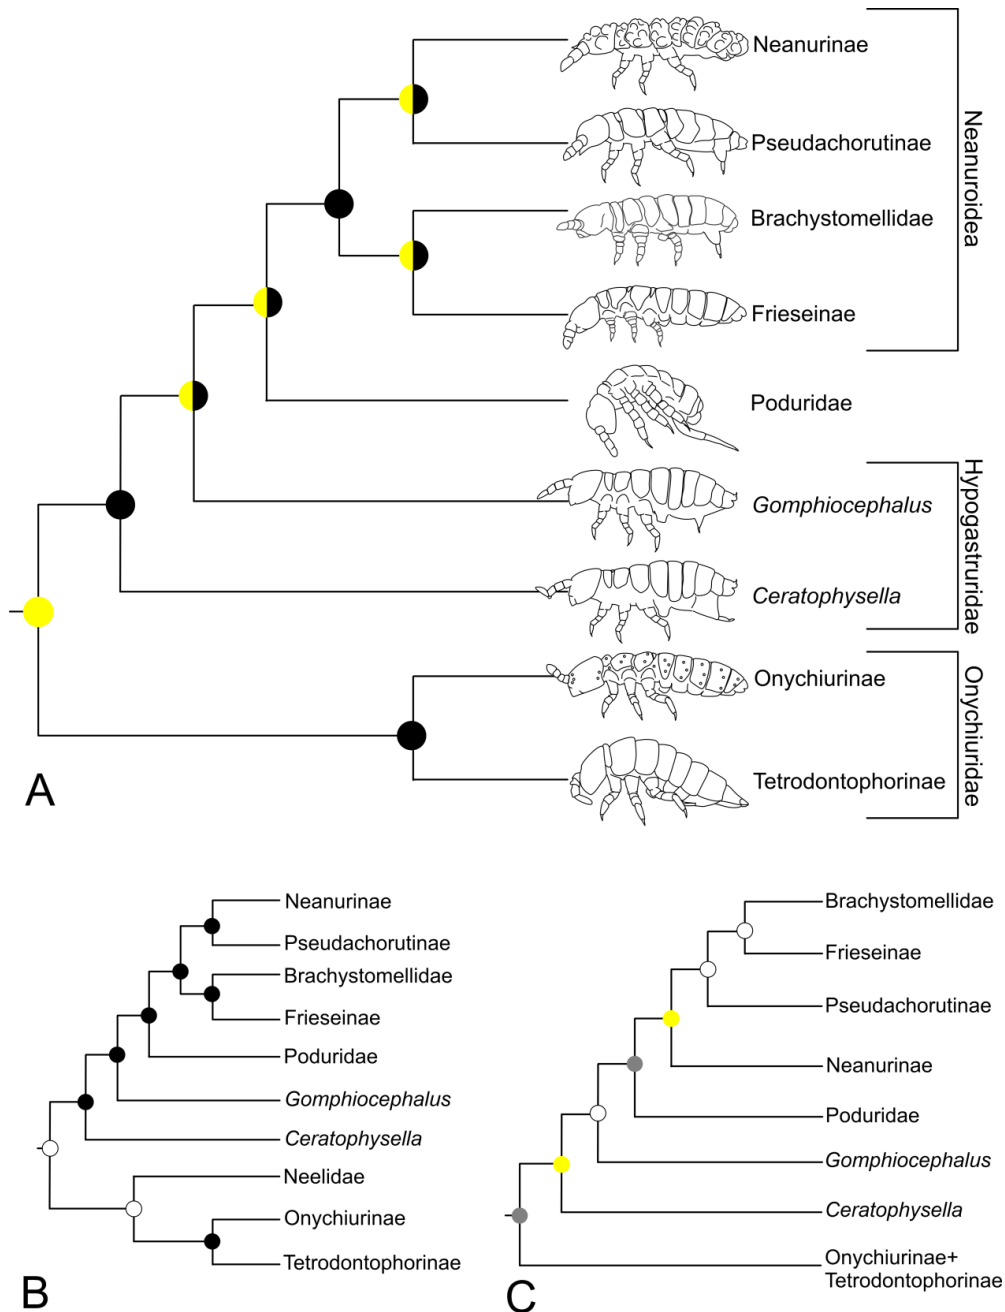 Neanurinae
Pseudachorutinae
Brachystomellidae
Frieseinae
Neanuroidea
Poduridae
Gomphiocephalus
Ceratophysella
Hypogastruridae
Onychiurinae
Tetrodontophorinae
Onychiuridae
A
Neanurinae
Pseudachorutinae
Brachystomellidae
Frieseinae
Poduridae
Gomphiocephalus
Ceratophysella
Neelidae
Onychiurinae
Tetrodontophorinae
B
Brachystomellidae
Frieseinae
Pseudachorutinae
Neanurinae
Poduridae
Gomphiocephalus
Ceratophysella
Onychiurinae+
Tetrodontophorinae
C